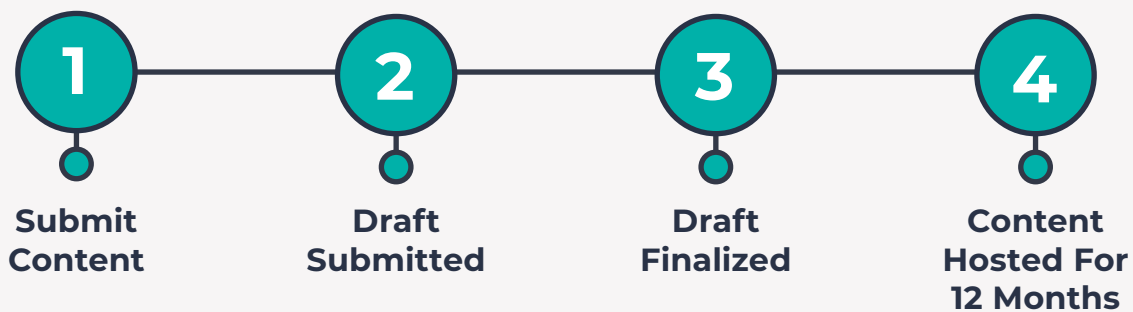 1
2
3
4
Submit
Content
Draft
Submitted
Draft
Finalized
Content
Hosted For
12 Months